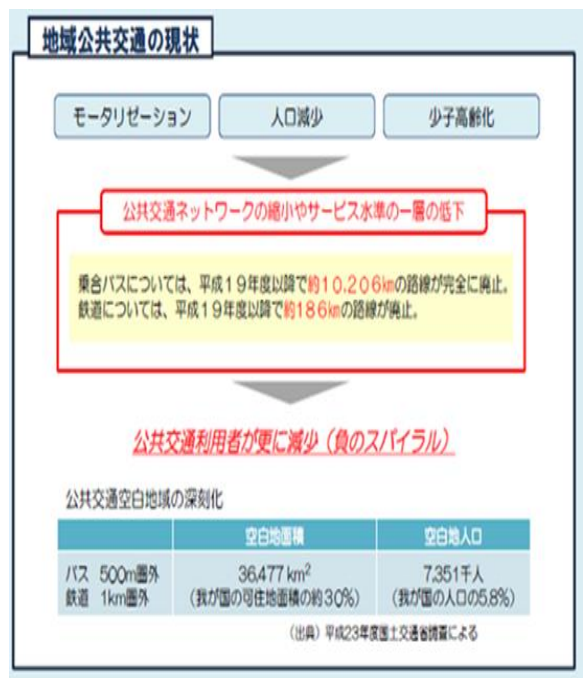 地域公共交通の現状
モータリゼーション 人口減少 少子高齢化
公共交通ネットワークの縮小やサービス水準の一層の低下
乗合バスについては、平成19年度以降で約10,206㎞の路線が完全に廃止。
鉄道については、平成19年度以降で約186㎞の路線が廃止。
公共交通利用者が更に減少（負のスパイラル）
公共交通空白地域の深刻化
空白地面積 空白地人口
バス 500m圏外 36,477 km² 7,351千人
鉄道 1km圏外 （我が国の可住地面積の約30%） （我が国の人口の5.8%）
（出典）平成23年度国土交通省調査による